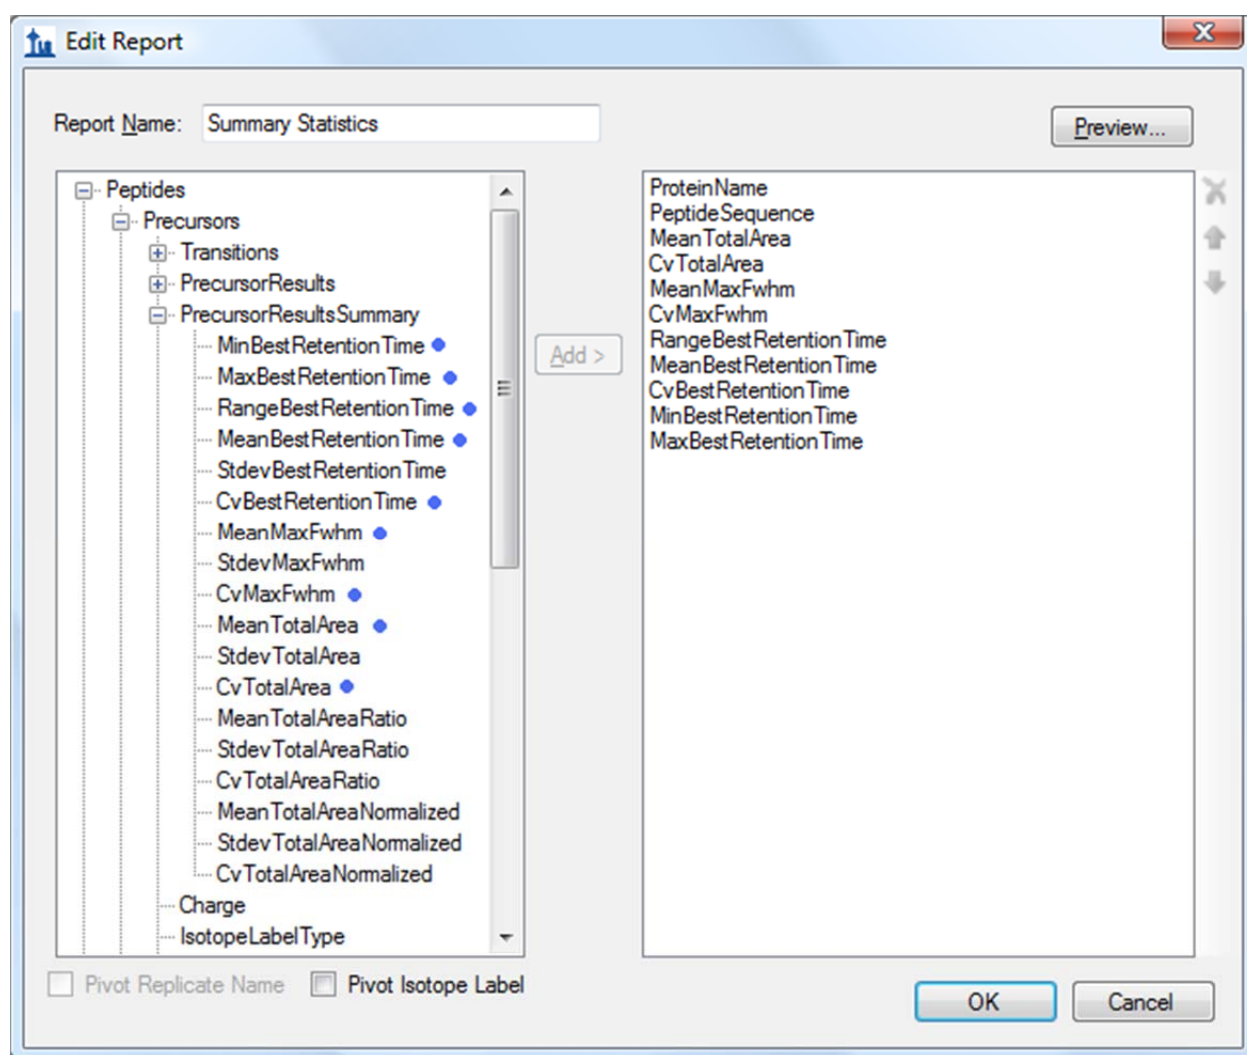 Edit Report
Report Name: Summary Statistics
Preview...
Peptides
Precursors
Transitions
PrecursorResults
PrecursorResultsSummary
MinBestRetentionTime
MaxBestRetentionTime
RangeBestRetentionTime
MeanBestRetentionTime
StdevBestRetentionTime
CvBestRetentionTime
MeanMaxFwhm
StdevMaxFwhm
CvMaxFwhm
MeanTotalArea
StdevTotalArea
CvTotalArea
MeanTotalAreaRatio
StdevTotalAreaRatio
CvTotalAreaRatio
MeanTotalAreaNormalized
StdevTotalAreaNormalized
CvTotalAreaNormalized
Charge
IsotopeLabelType
Add >
ProteinName
PeptideSequence
MeanTotalArea
CvTotalArea
MeanMaxFwhm
CvMaxFwhm
RangeBestRetentionTime
MeanBestRetentionTime
CvBestRetentionTime
MinBestRetentionTime
MaxBestRetentionTime
Pivot Replicate Name Pivot Isotope Label
OK Cancel